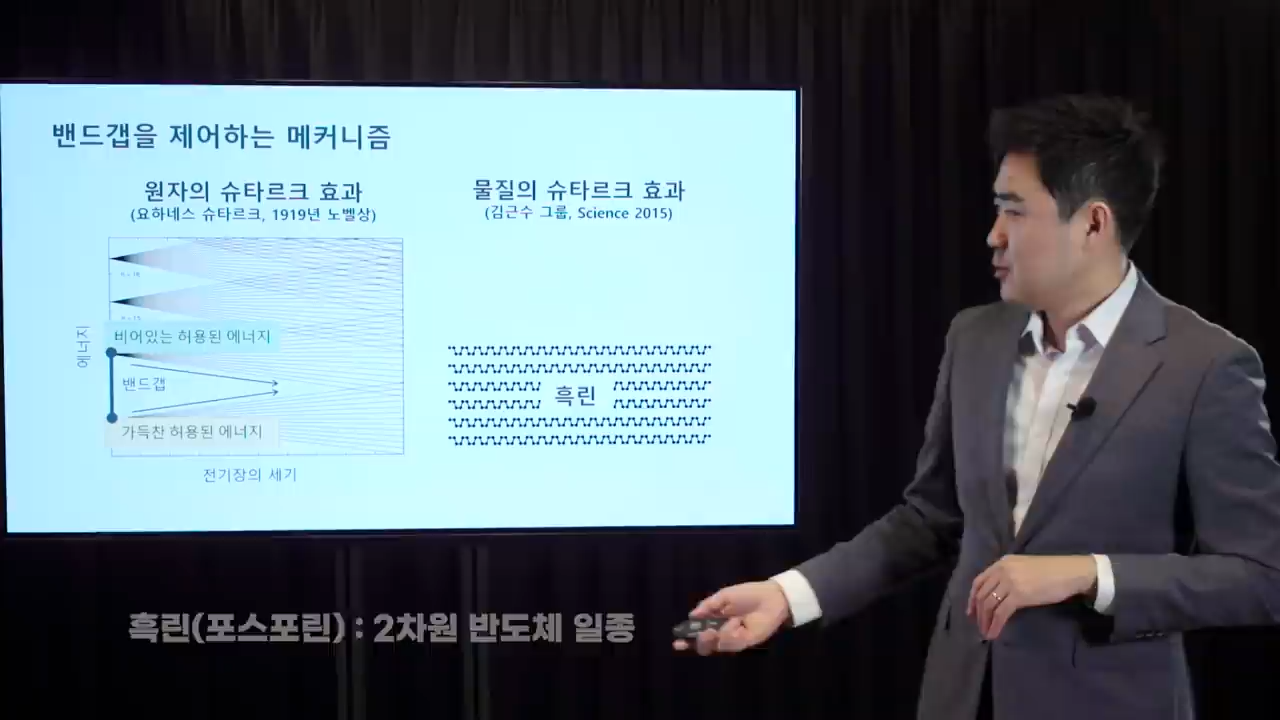 밴드갭을 제어하는 메커니즘
원자의 슈타르크 효과
(요하네스 슈타르크, 1919년 노벨상)
물질의 슈타르크 효과
(김근수 그룹, Science 2015)
비어있는 허용된 에너지
에너지
밴드갭
가득찬 허용된 에너지
전기장의 세기
흑린
흑린(포스포린) : 2차원 반도체 일종